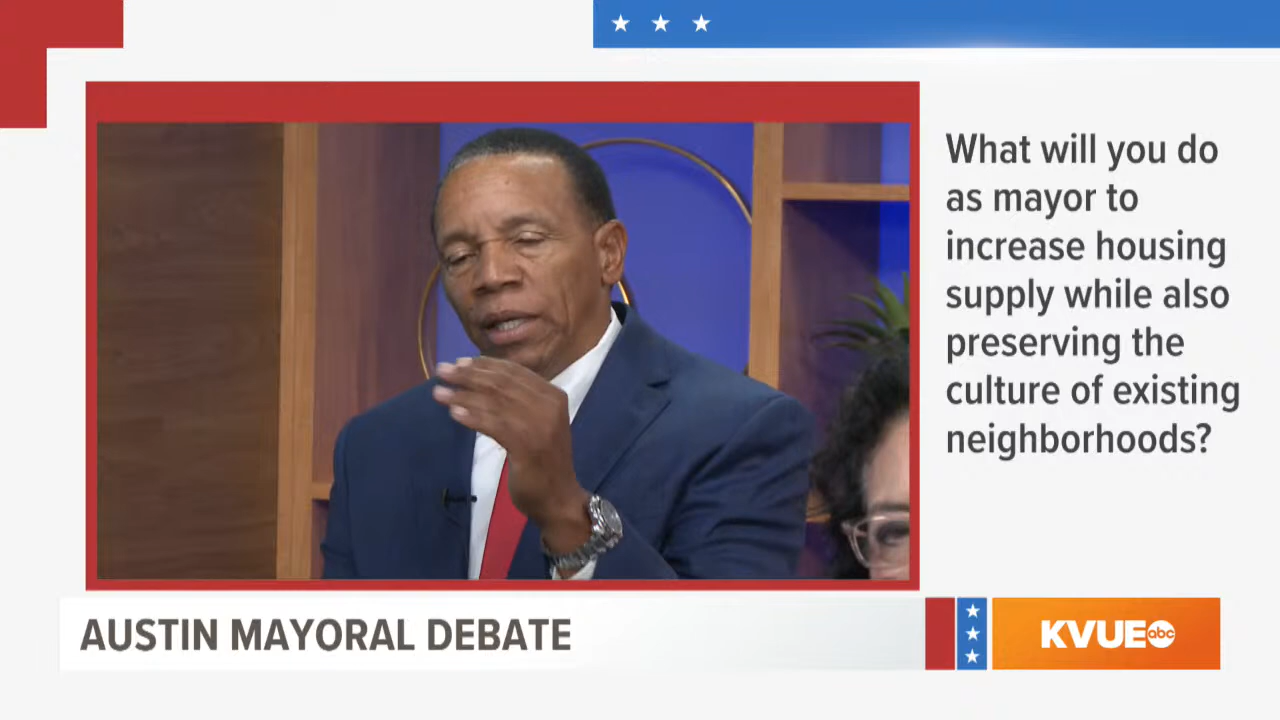 What will you do
as mayor to
increase housing
supply while also
preserving the
culture of existing
neighborhoods?
AUSTIN MAYORAL DEBATE
KVUE abc